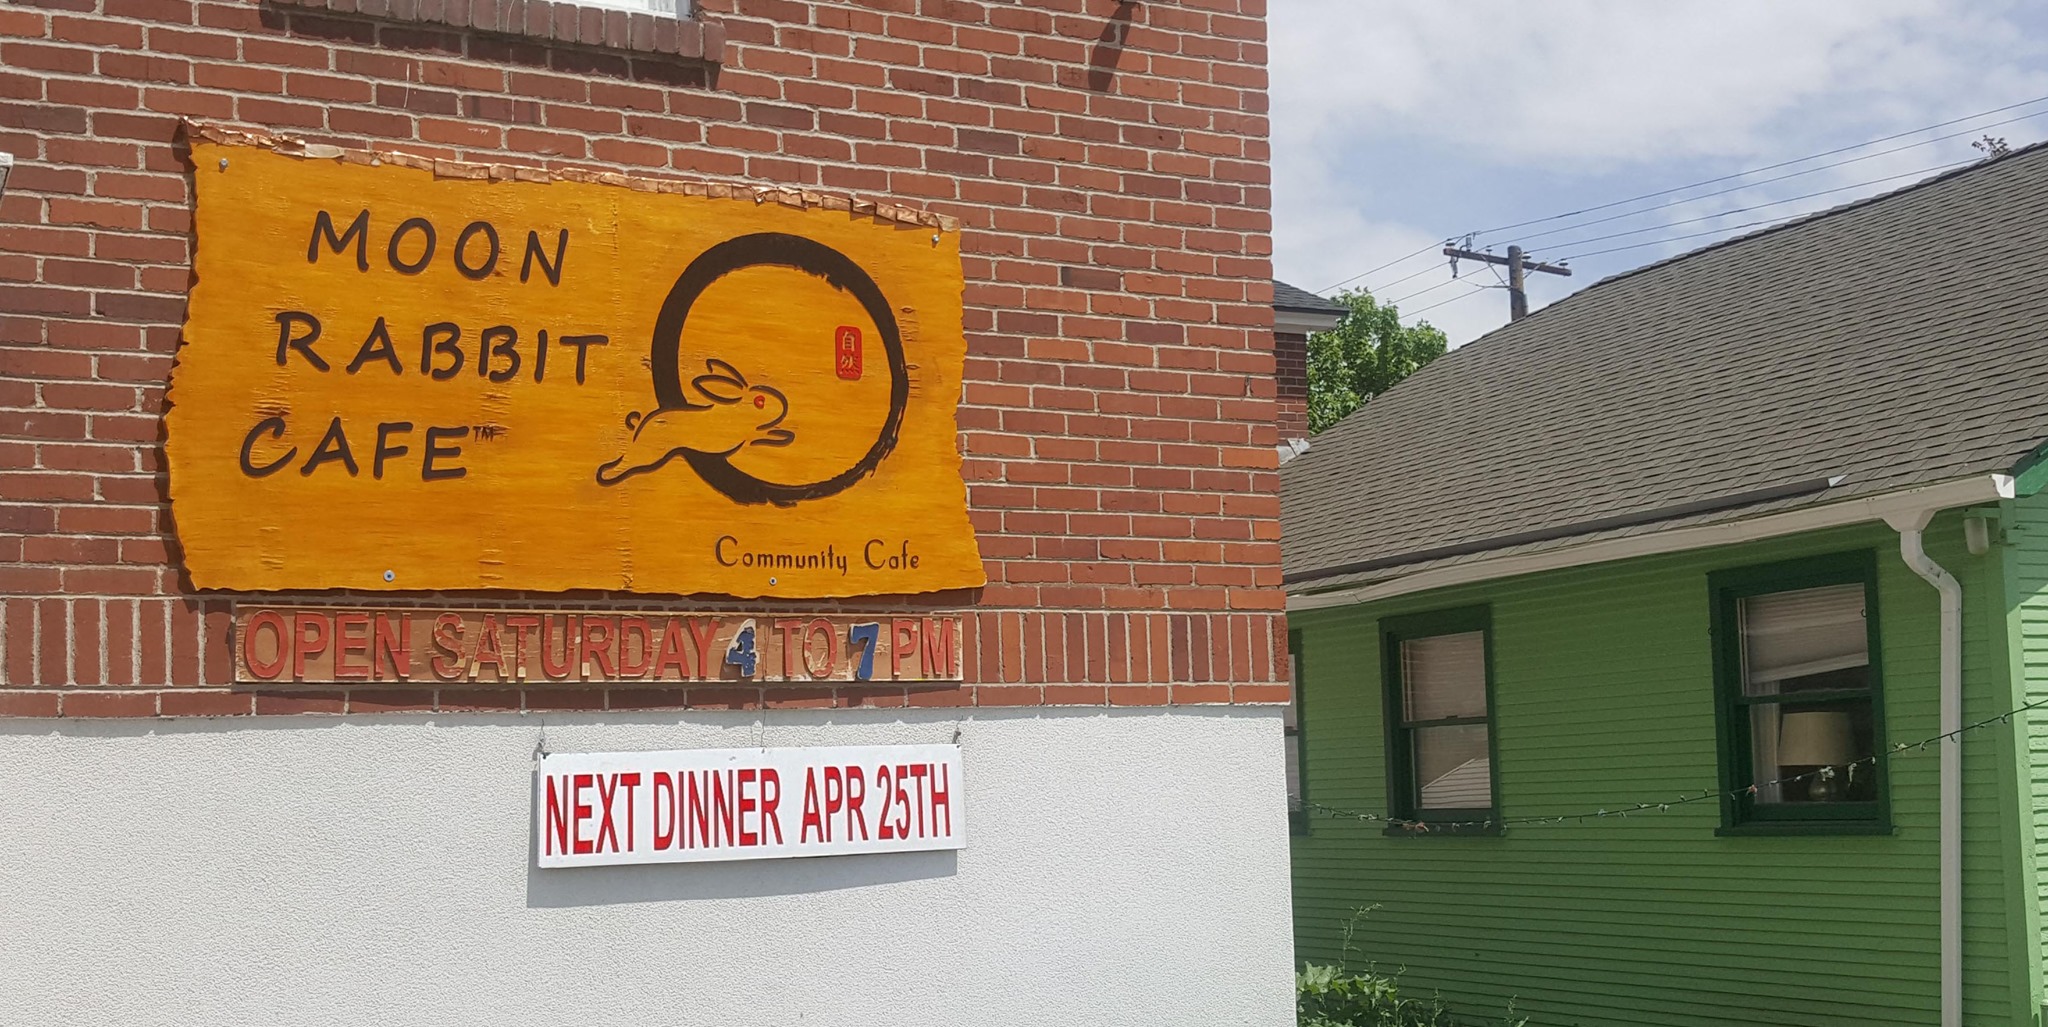 MOON
RABBIT
CAFE™
自然
Community Cafe
OPEN SATURDAY 4 TO 7 PM
NEXT DINNER APR 25TH